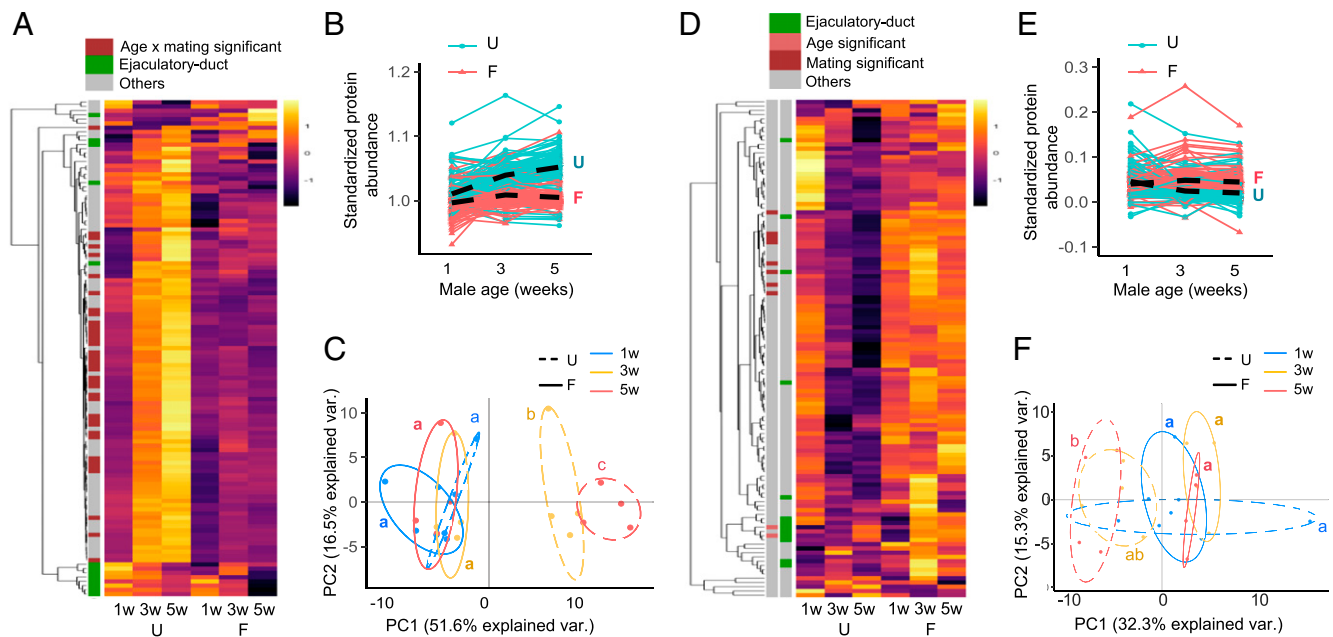 A
Age x mating significant
Ejaculatory-duct
Others
1
0
-1
1w 3w 5w 1w 3w 5w
U F
B
U
F
Standardized protein
abundance
1.2
1.1
1.0
U
F
1 3 5
Male age (weeks)
C
U
F
1w
3w
5w
PC2 (16.5% explained var.)
10
5
0
-5
a
a
b
c
a
a
-10 0 10
PC1 (51.6% explained var.)
D
Ejaculatory-duct
Age significant
Mating significant
Others
1
0
-1
1w 3w 5w 1w 3w 5w
U F
E
U
F
Standardized protein
abundance
0.3
0.2
0.1
0.0
-0.1
F
U
1 3 5
Male age (weeks)
F
U
F
1w
3w
5w
PC2 (15.3% explained var.)
10
5
0
-5
b
a
a
a
ab
a
-10 0 10
PC1 (32.3% explained var.)